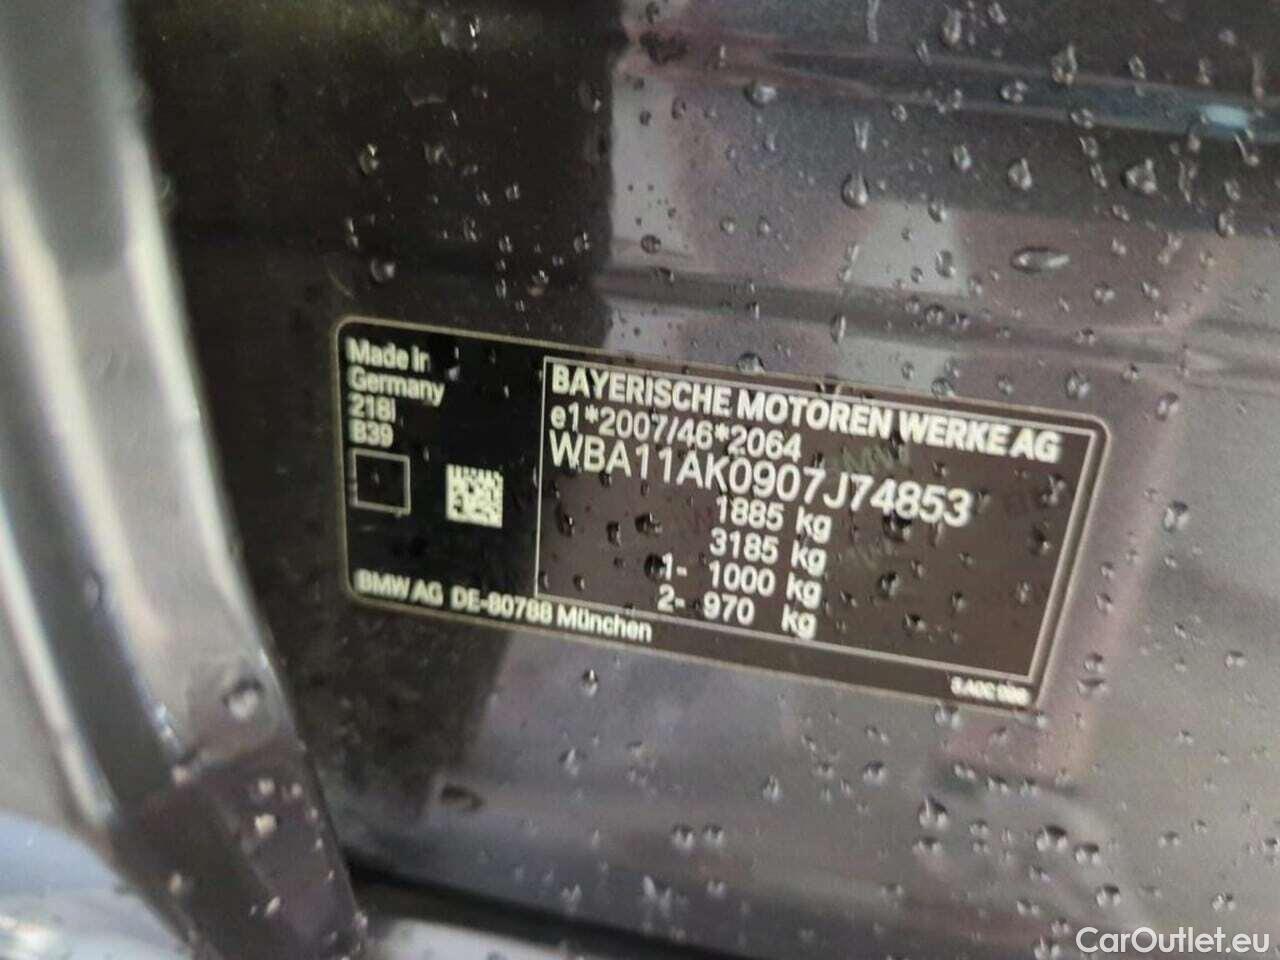 Made in
Germany
218i
B39
BAYERISCHE MOTOREN WERKE AG
e1*2007/46*2064
WBA11AK0907J74853
1885 kg
3185 kg
1- 1000 kg
2- 970 kg
BMW AG DE-80788 München
CarOutlet.eu